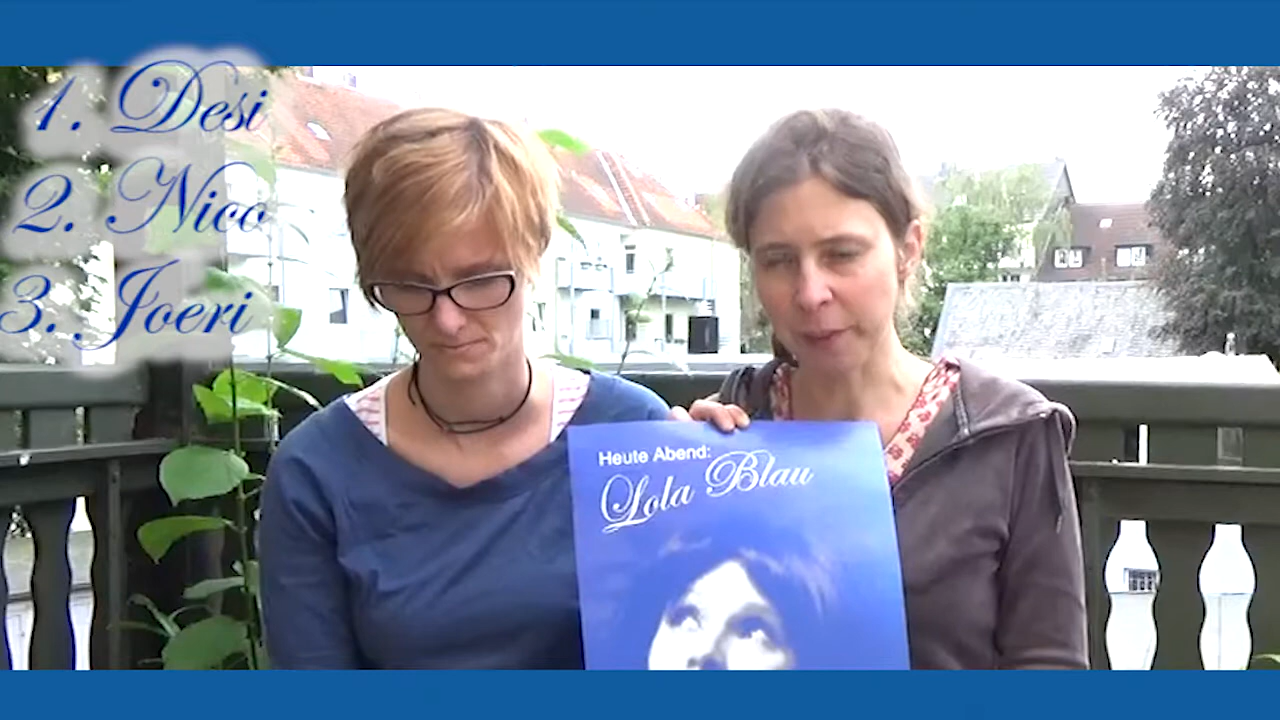 1. Desi
2. Nico
3. Joeri
Heute Abend:
Lola Blau